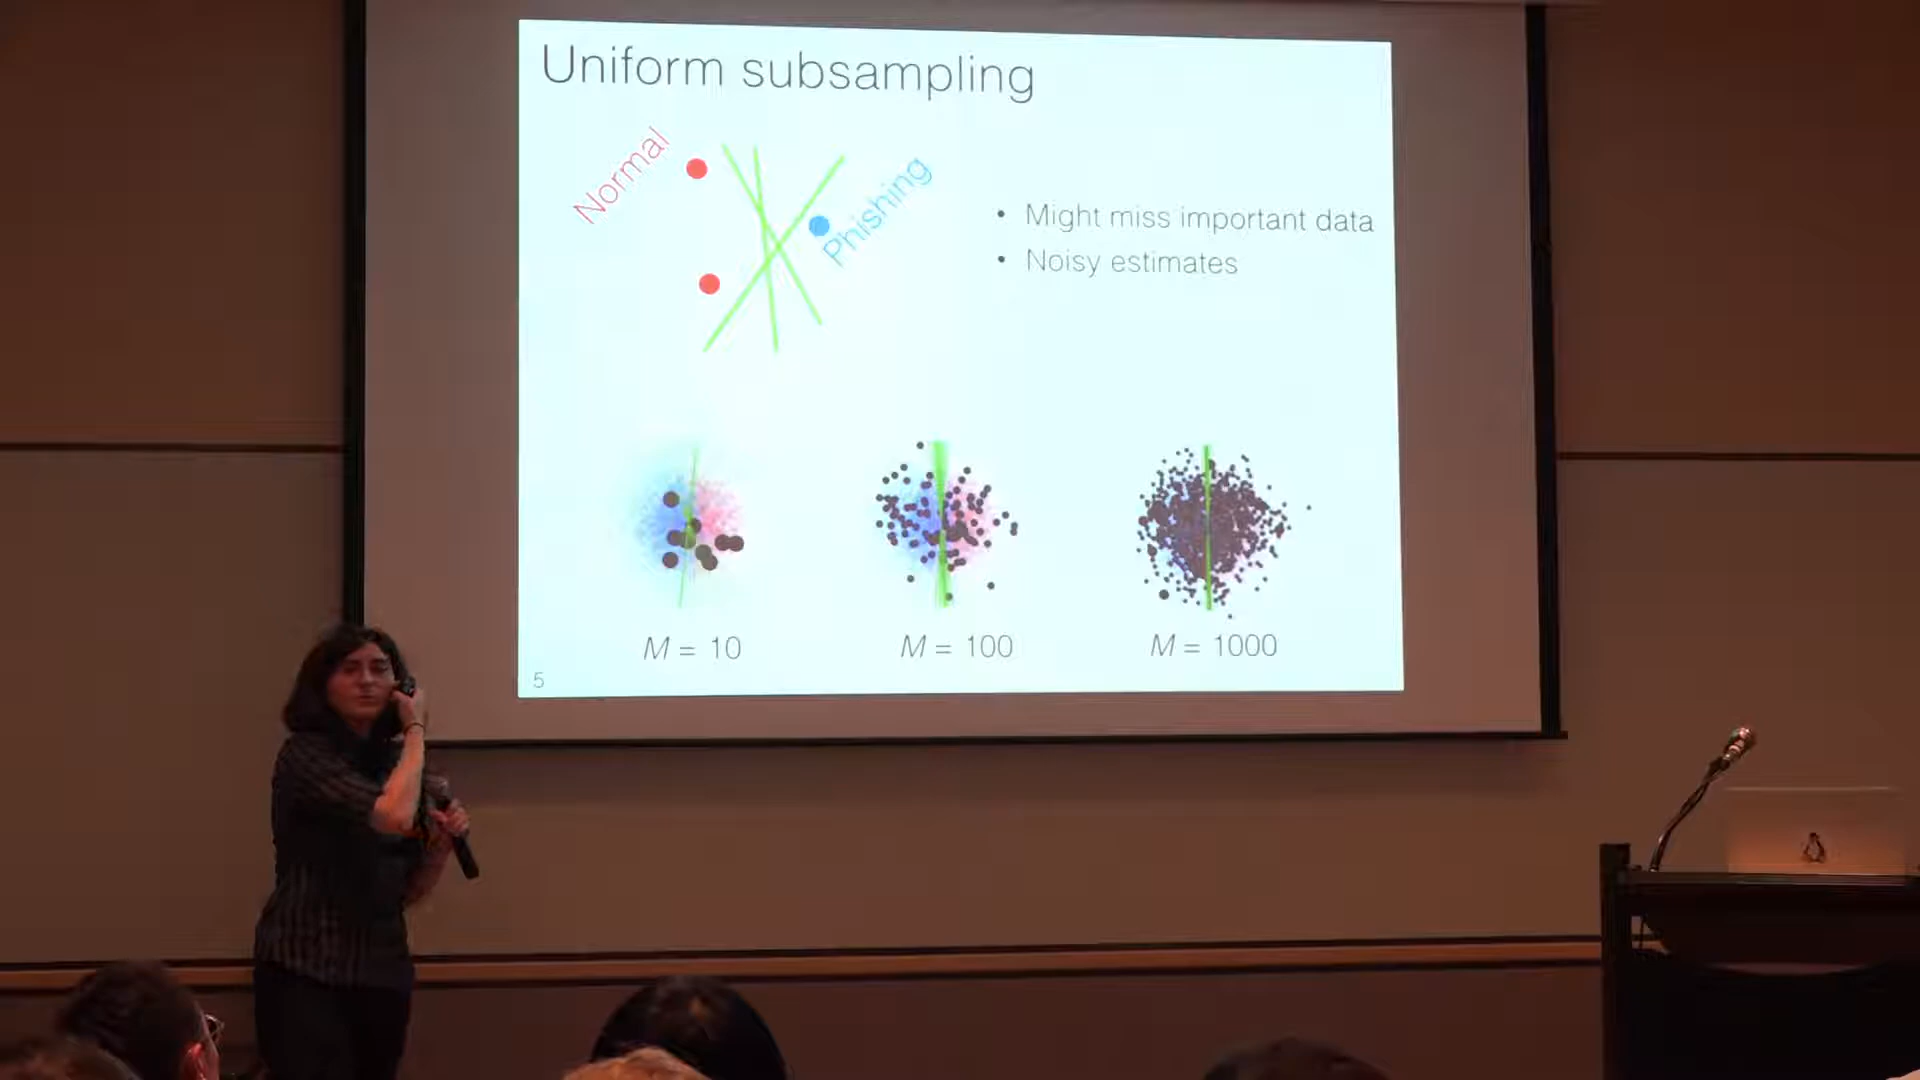 Uniform subsampling
Normal
Phishing
• Might miss important data
• Noisy estimates
M = 10
M = 100
M = 1000
5